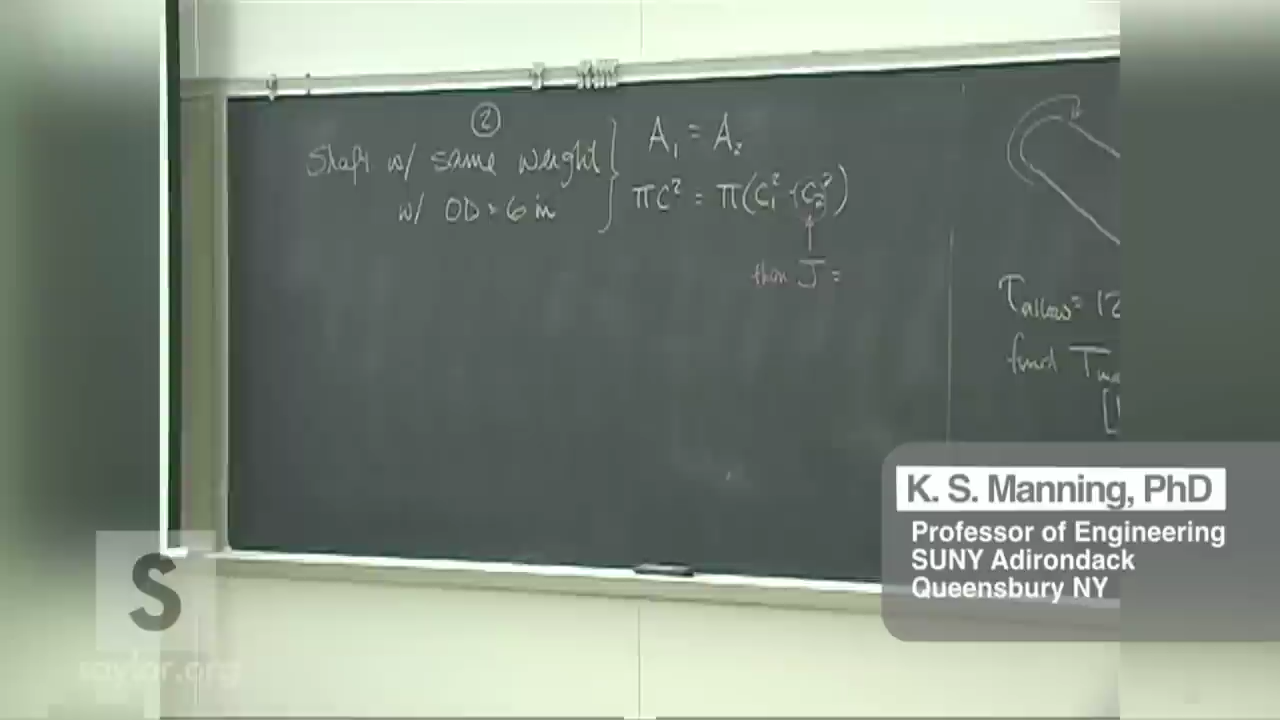 ②
Shaft w/ same weight
w/ OD = 6 in
A₁ = A₂
πC² = π(C₁² - C₂²)
then J =
τallow = 12
find T
K. S. Manning, PhD
Professor of Engineering
SUNY Adirondack
Queensbury NY
S
saylor.org